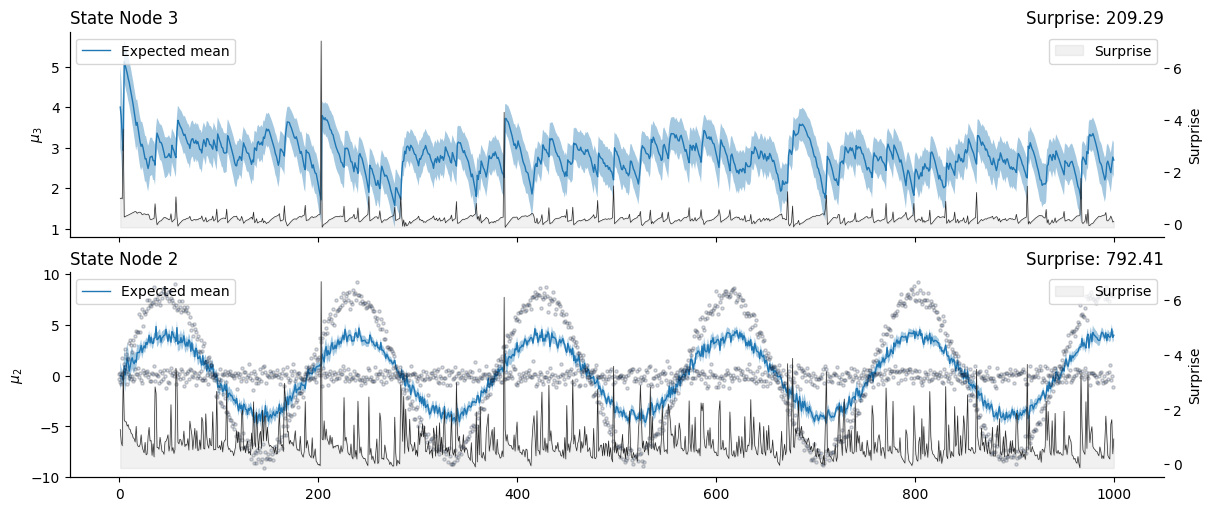 State Node 3
Surprise: 209.29
Expected mean
Surprise
5
4
3
2
1
μ3
6
4
2
0
Surprise
State Node 2
Surprise: 792.41
Expected mean
Surprise
10
5
0
−5
−10
μ2
6
4
2
0
Surprise
0
200
400
600
800
1000